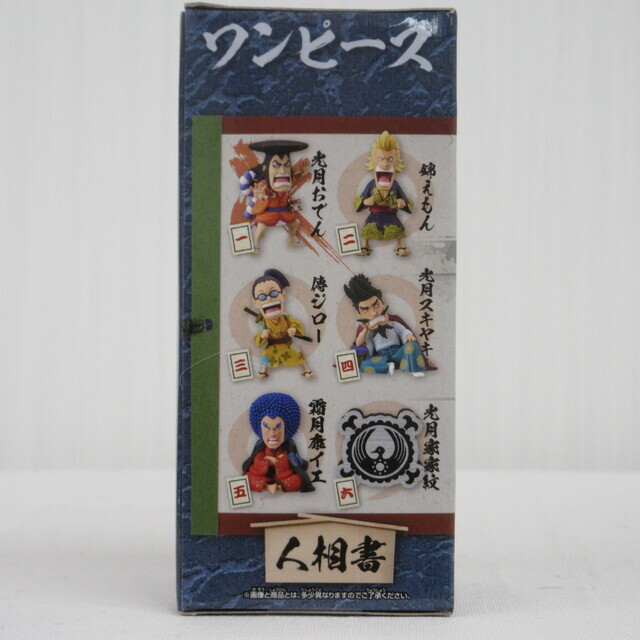 ワンピース
光月おでん
一
錦えもん
二
傳ジロー
三
光月スキヤキ
四
霜月康イエ
五
光月家家紋
六
人相書
※画像と商品とは、多少異なりますのでご了承ください。